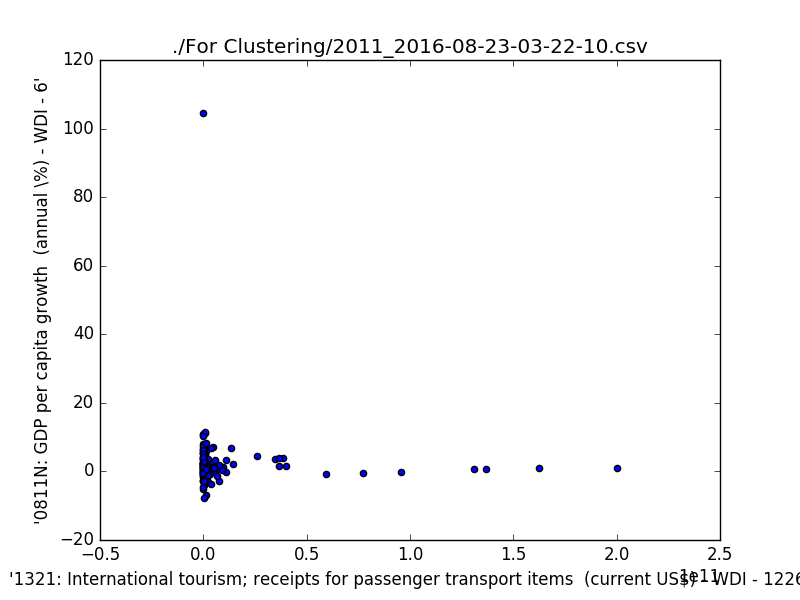 ./For Clustering/2011_2016-08-23-03-22-10.csv
120
100
80
60
40
20
0
−20
'0811N: GDP per capita growth  (annual \%) - WDI - 6'
−0.5 0.0 0.5 1.0 1.5 2.0 2.5
1e11
'1321: International tourism; receipts for passenger transport items  (current US$) - WDI - 1226